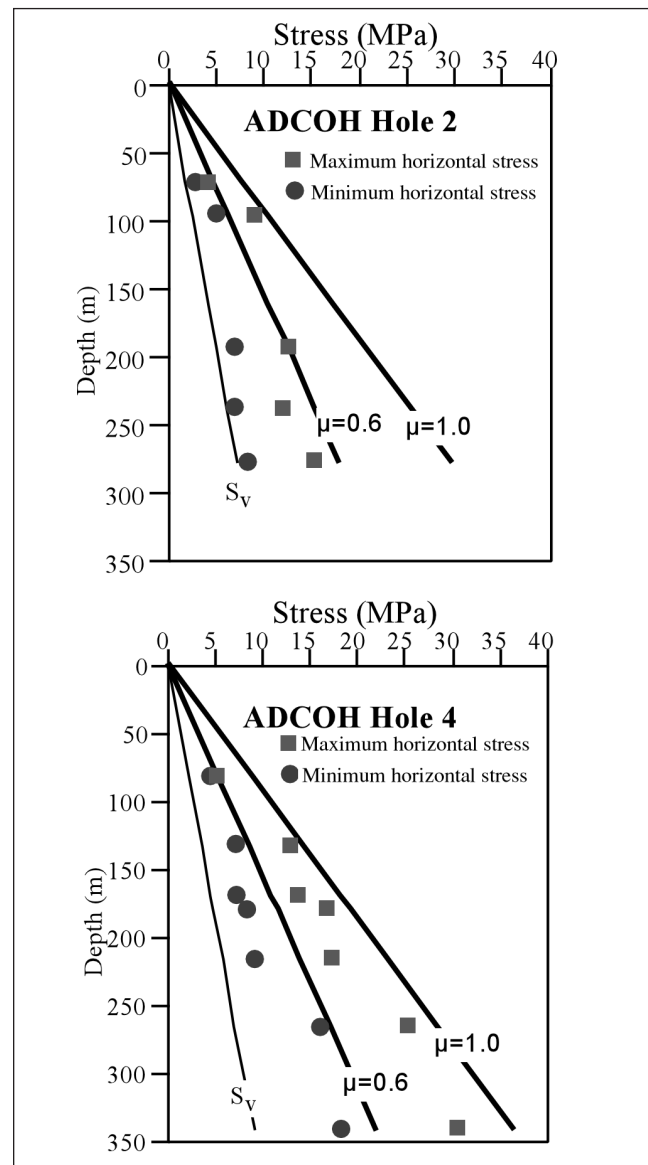 Stress (MPa)
0 5 10 15 20 25 30 35 40
ADCOH Hole 2
Maximum horizontal stress
Minimum horizontal stress
Depth (m)
0
50
100
150
200
250
300
350
μ=0.6
μ=1.0
Sv
Stress (MPa)
0 5 10 15 20 25 30 35 40
ADCOH Hole 4
Maximum horizontal stress
Minimum horizontal stress
Depth (m)
0
50
100
150
200
250
300
350
μ=1.0
μ=0.6
Sv